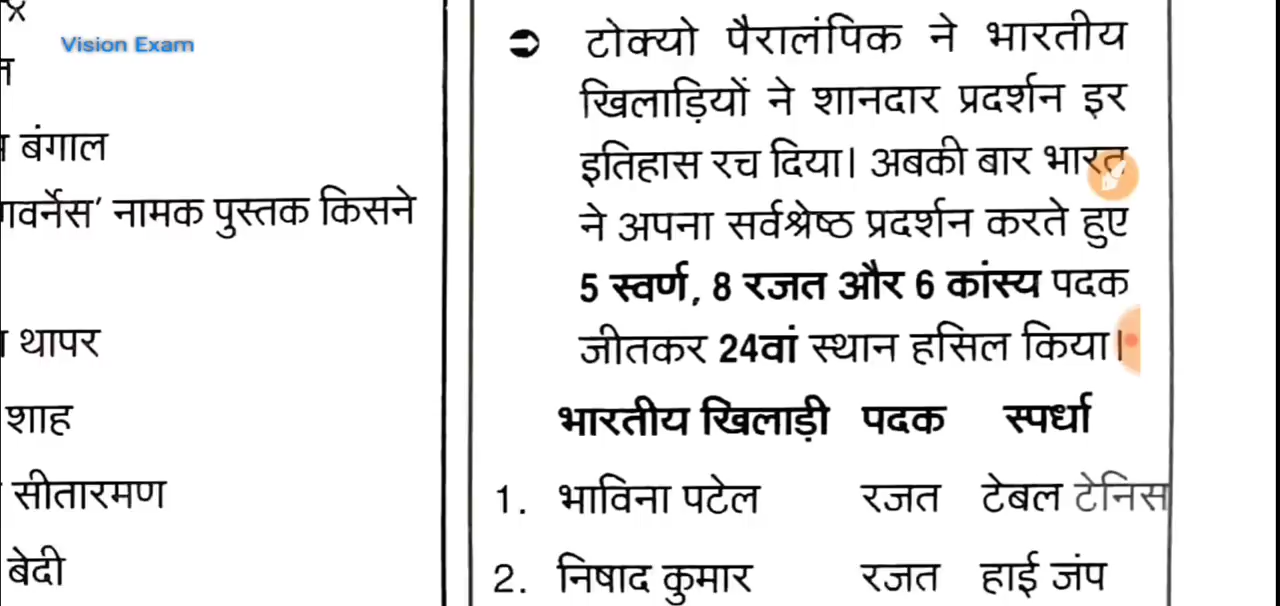 Vision Exam
बंगाल
गवर्नेस’ नामक पुस्तक किसने
थापर
शाह
सीतारमण
बेदी
➲ टोक्यो पैरालंपिक ने भारतीय
खिलाड़ियों ने शानदार प्रदर्शन इर
इतिहास रच दिया। अबकी बार भारत
ने अपना सर्वश्रेष्ठ प्रदर्शन करते हुए
5 स्वर्ण, 8 रजत और 6 कांस्य पदक
जीतकर 24वां स्थान हसिल किया।
भारतीय खिलाड़ी पदक स्पर्धा
1. भाविना पटेल रजत टेबल टेनिस
2. निषाद कुमार रजत हाई जंप